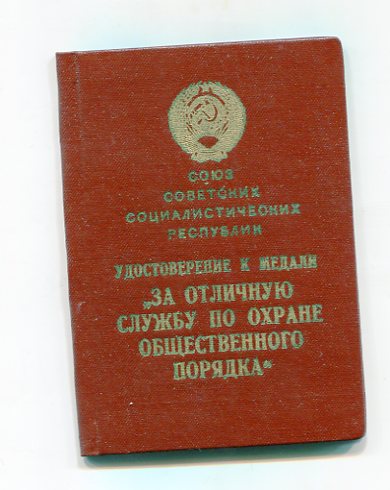 СОЮЗ
СОВЕТСКИХ
СОЦИАЛИСТИЧЕСКИХ
РЕСПУБЛИК
УДОСТОВЕРЕНИЕ К МЕДАЛИ
„ЗА ОТЛИЧНУЮ
СЛУЖБУ ПО ОХРАНЕ
ОБЩЕСТВЕННОГО
ПОРЯДКА“